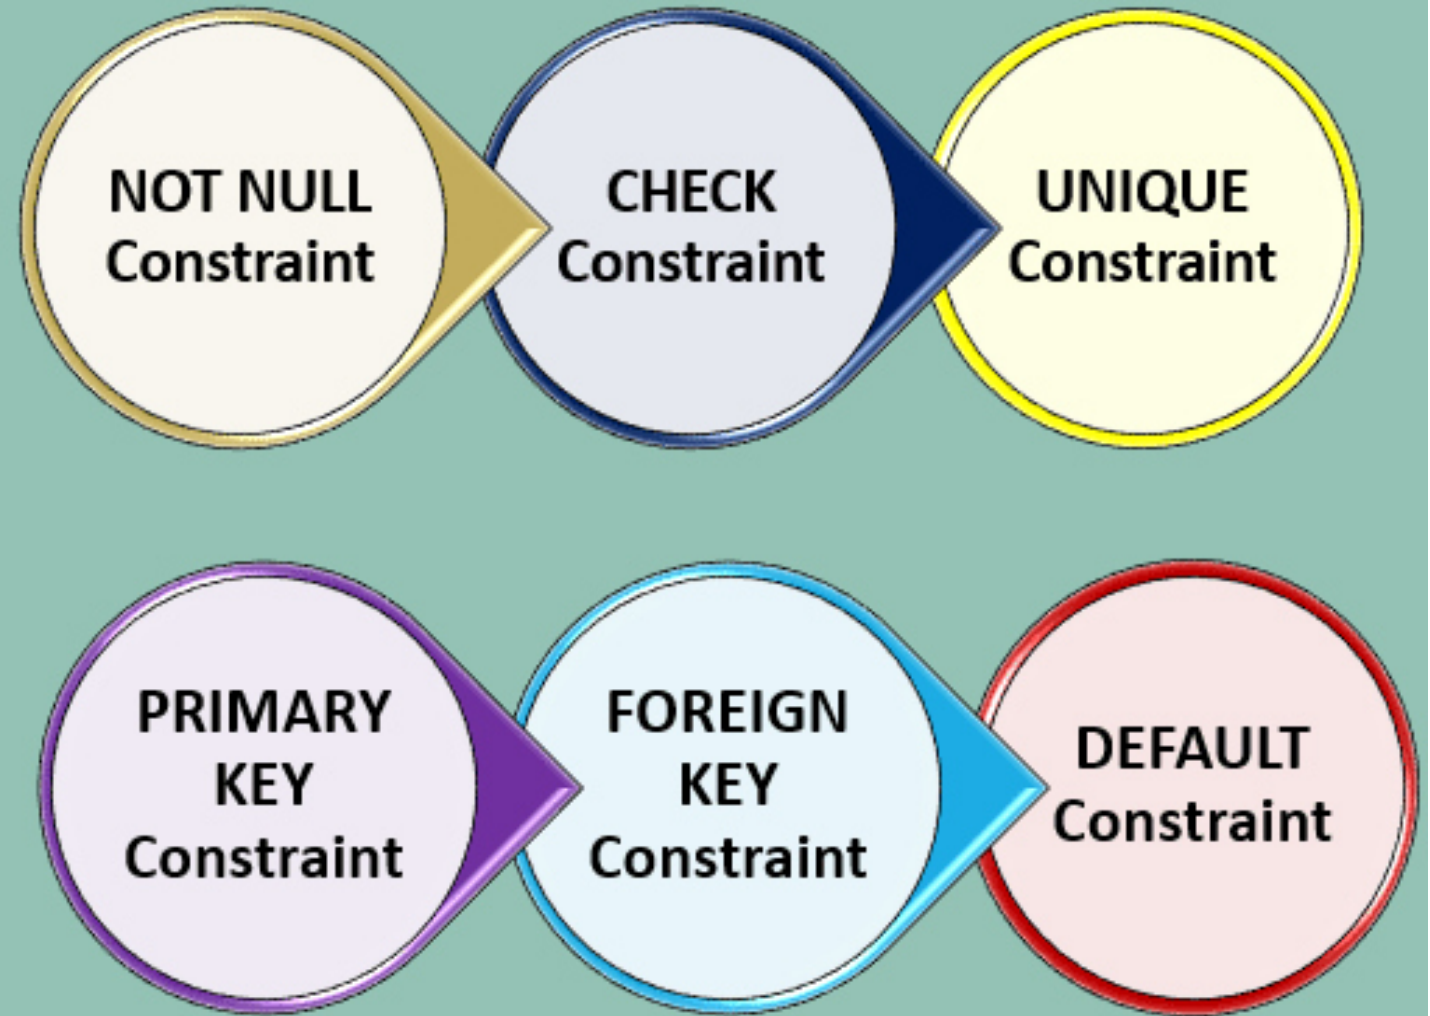 NOT NULL
Constraint
CHECK
Constraint
UNIQUE
Constraint
PRIMARY
KEY
Constraint
FOREIGN
KEY
Constraint
DEFAULT
Constraint